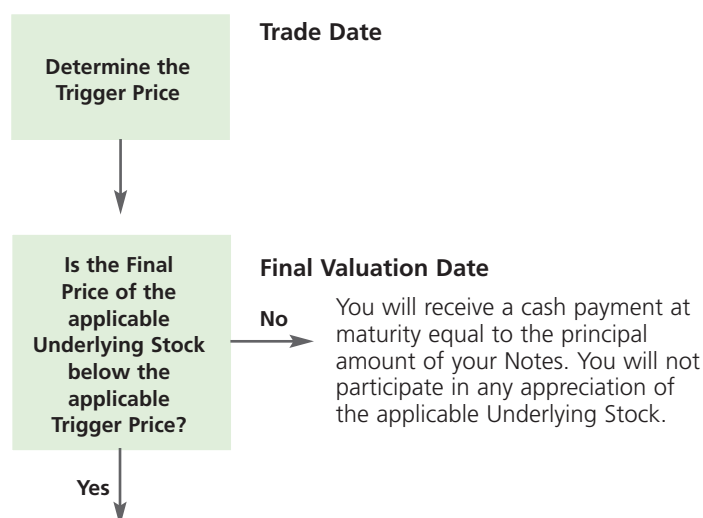 Trade Date
Determine the
Trigger Price
Is the Final
Price of the
applicable
Underlying Stock
below the
applicable
Trigger Price?
Final Valuation Date
No
You will receive a cash payment at
maturity equal to the principal
amount of your Notes. You will not
participate in any appreciation of
the applicable Underlying Stock.
Yes